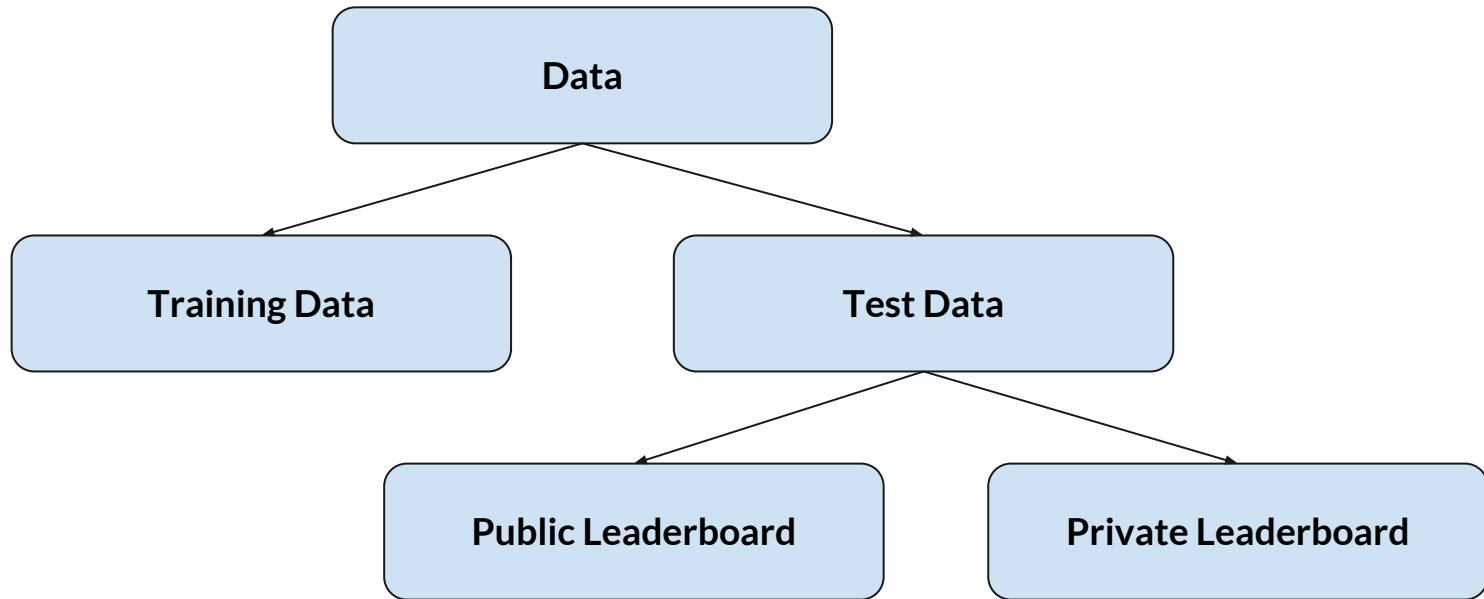 Data
Training Data
Test Data
Public Leaderboard
Private Leaderboard